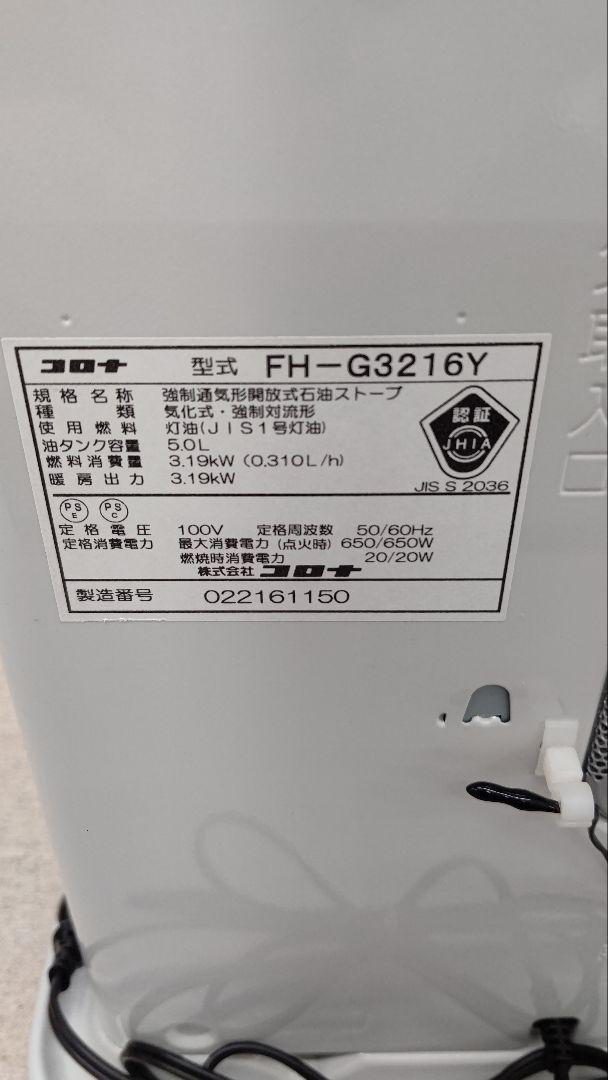 コロナ 型式 FH-G3216Y
規格名称 強制通気形開放式石油ストーブ
種類 気化式・強制対流形
使用燃料 灯油(JIS1号灯油)
油タンク容量 5.0L
燃料消費量 3.19kW (0.310L/h)
暖房出力 3.19kW
認証
JHIA
JIS S 2036
PS E PS C
定格電圧 100V 定格周波数 50/60Hz
定格消費電力 最大消費電力(点火時) 650/650W
燃焼時消費電力 20/20W
株式会社 コロナ
製造番号 022161150